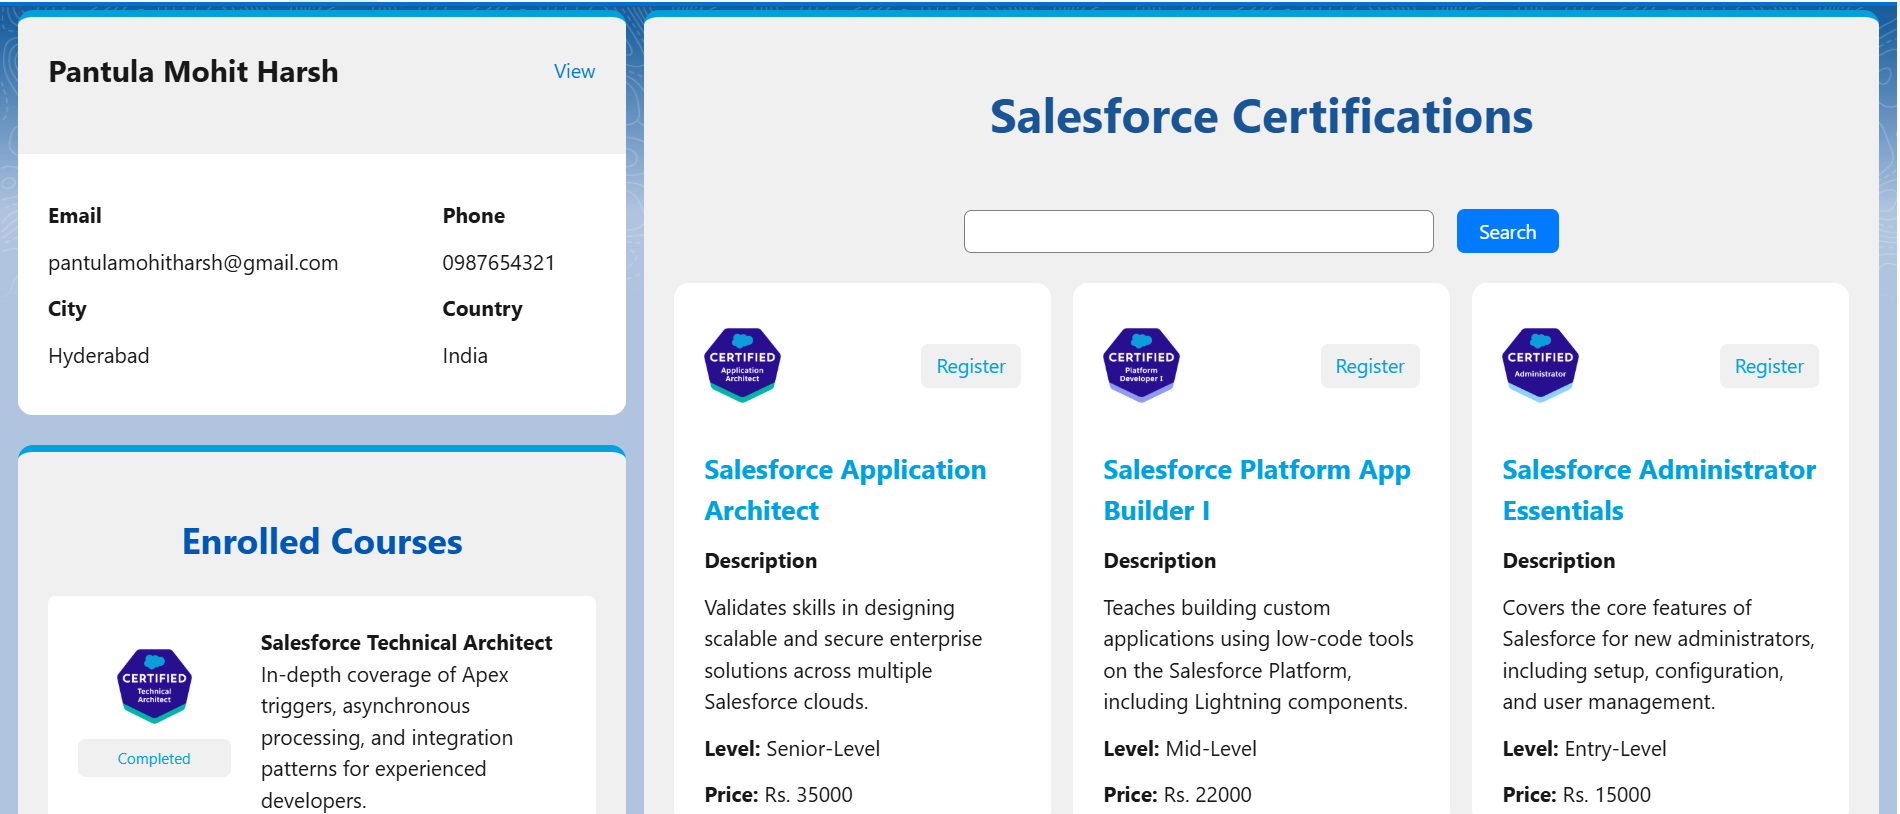 Pantula Mohit Harsh
View
Email
Phone
pantulamohitharsh@gmail.com
0987654321
City
Country
Hyderabad
India
Enrolled Courses
CERTIFIED
Technical
Architect
Completed
Salesforce Technical Architect
In-depth coverage of Apex
triggers, asynchronous
processing, and integration
patterns for experienced
developers.
Salesforce Certifications
Search
CERTIFIED
Application
Architect
Register
Salesforce Application
Architect
Description
Validates skills in designing
scalable and secure enterprise
solutions across multiple
Salesforce clouds.
Level: Senior-Level
Price: Rs. 35000
CERTIFIED
Platform
Developer I
Register
Salesforce Platform App
Builder I
Description
Teaches building custom
applications using low-code tools
on the Salesforce Platform,
including Lightning components.
Level: Mid-Level
Price: Rs. 22000
CERTIFIED
Administrator
Register
Salesforce Administrator
Essentials
Description
Covers the core features of
Salesforce for new administrators,
including setup, configuration,
and user management.
Level: Entry-Level
Price: Rs. 15000